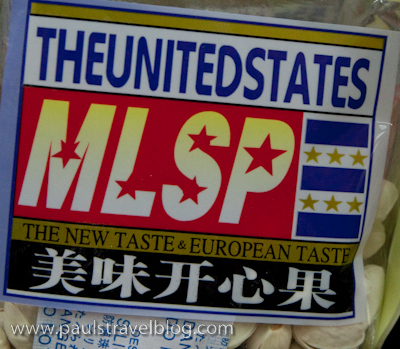 THEUNITEDSTATES
MLSP
THE NEW TASTE & EUROPEAN TASTE
美味开心果
www.paulstravelblog.com